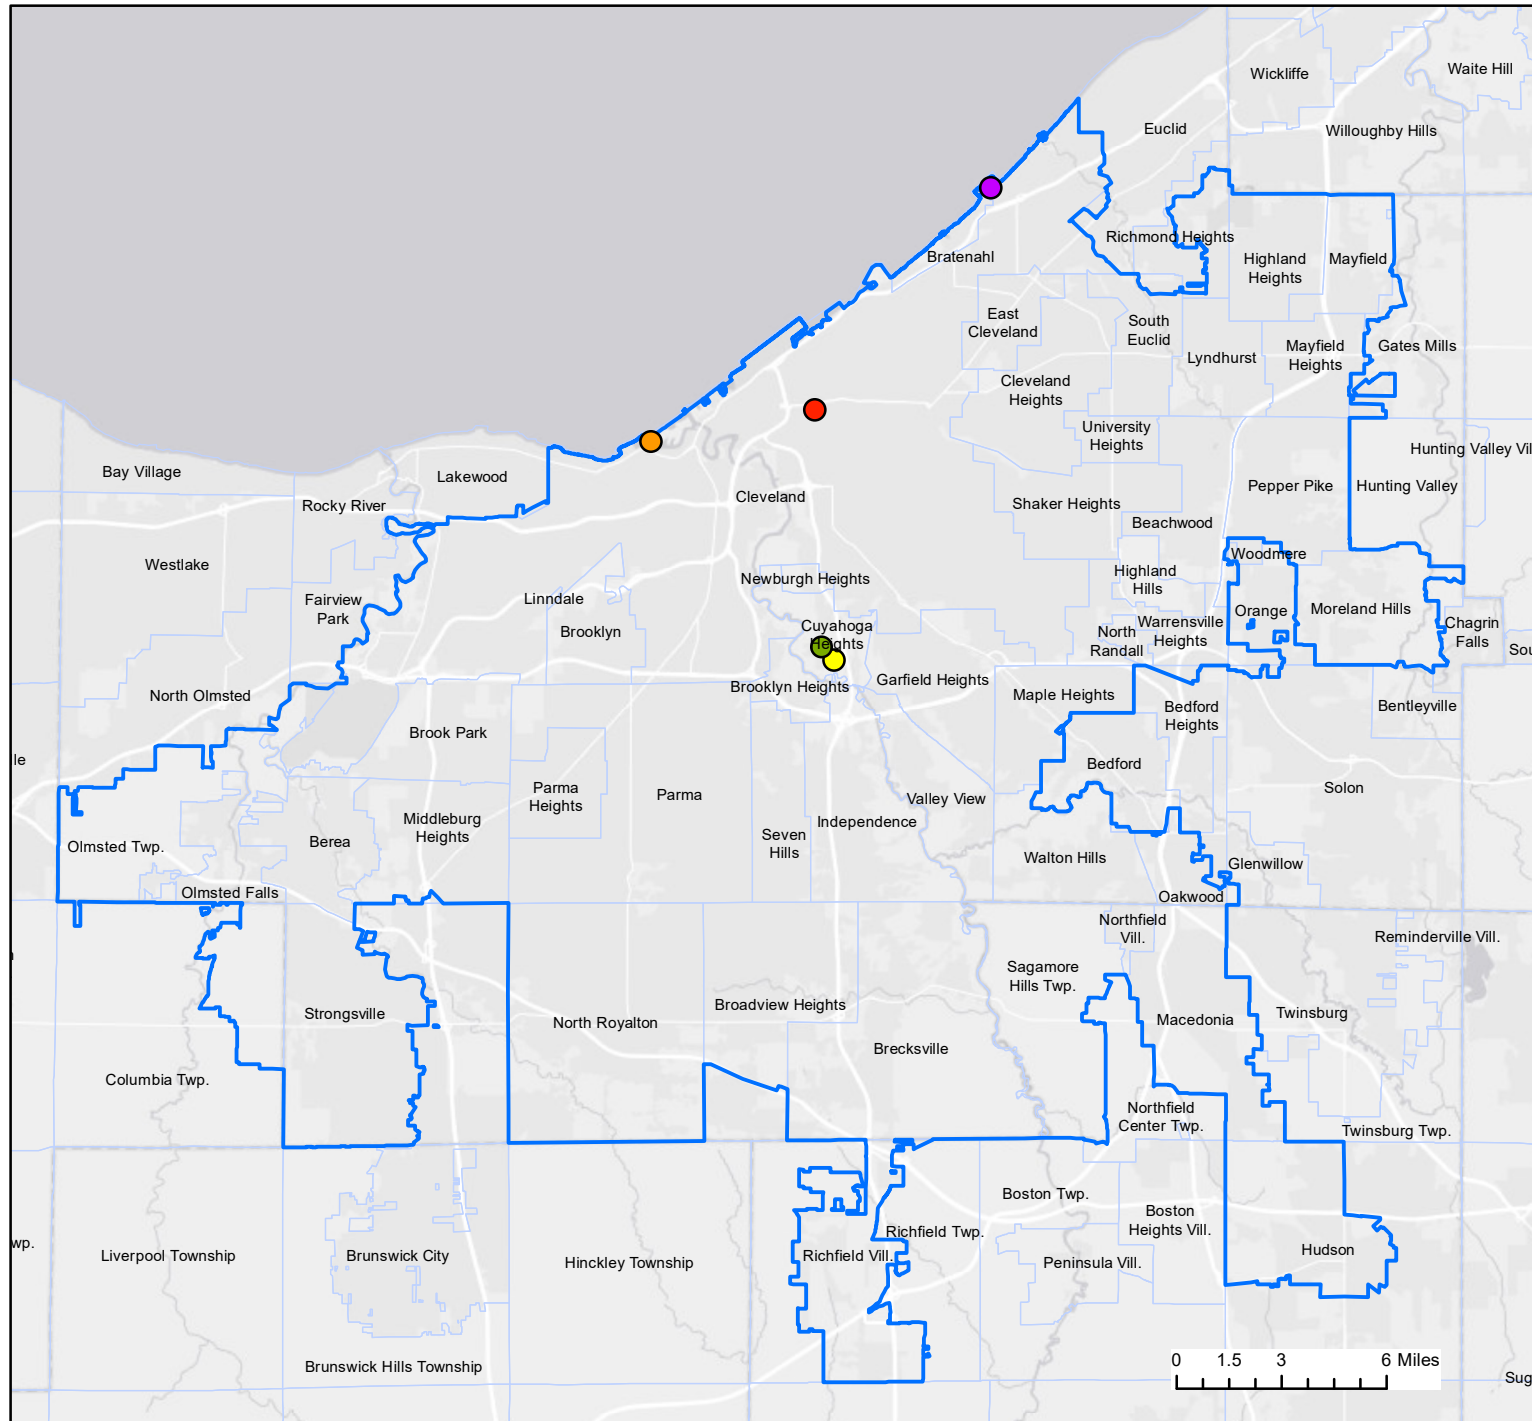 Wickliffe
Waite Hill
Euclid
Willoughby Hills
Richmond Heights
Bratenahl
Highland
Heights
Mayfield
East
Cleveland
South
Euclid
Lyndhurst
Mayfield
Heights
Gates Mills
Cleveland
Heights
University
Heights
Hunting Valley Vil
Bay Village
Lakewood
Rocky River
Cleveland
Shaker Heights
Pepper Pike
Hunting Valley
Beachwood
Woodmere
Westlake
Newburgh Heights
Highland
Hills
Fairview
Park
Linndale
Brooklyn
Cuyahoga
Heights
Orange
Moreland Hills
Warrensville
Heights
North
Randall
Chagrin
Falls
Sou
North Olmsted
Brooklyn Heights
Garfield Heights
Maple Heights
Bedford
Heights
Bentleyville
Brook Park
le
Bedford
Solon
Parma
Heights
Parma
Valley View
Middleburg
Heights
Independence
Seven
Hills
Olmsted Twp.
Berea
Walton Hills
Glenwillow
Olmsted Falls
Oakwood
Northfield
Vill.
Reminderville Vill.
Sagamore
Hills Twp.
Strongsville
North Royalton
Broadview Heights
Macedonia
Twinsburg
Brecksville
Columbia Twp.
Northfield
Center Twp.
Twinsburg Twp.
Boston Twp.
Boston
Heights Vill.
Richfield Twp.
wp.
Liverpool Township
Brunswick City
Hinckley Township
Richfield Vill.
Peninsula Vill.
Hudson
Brunswick Hills Township
0 1.5 3 6 Miles
Sug